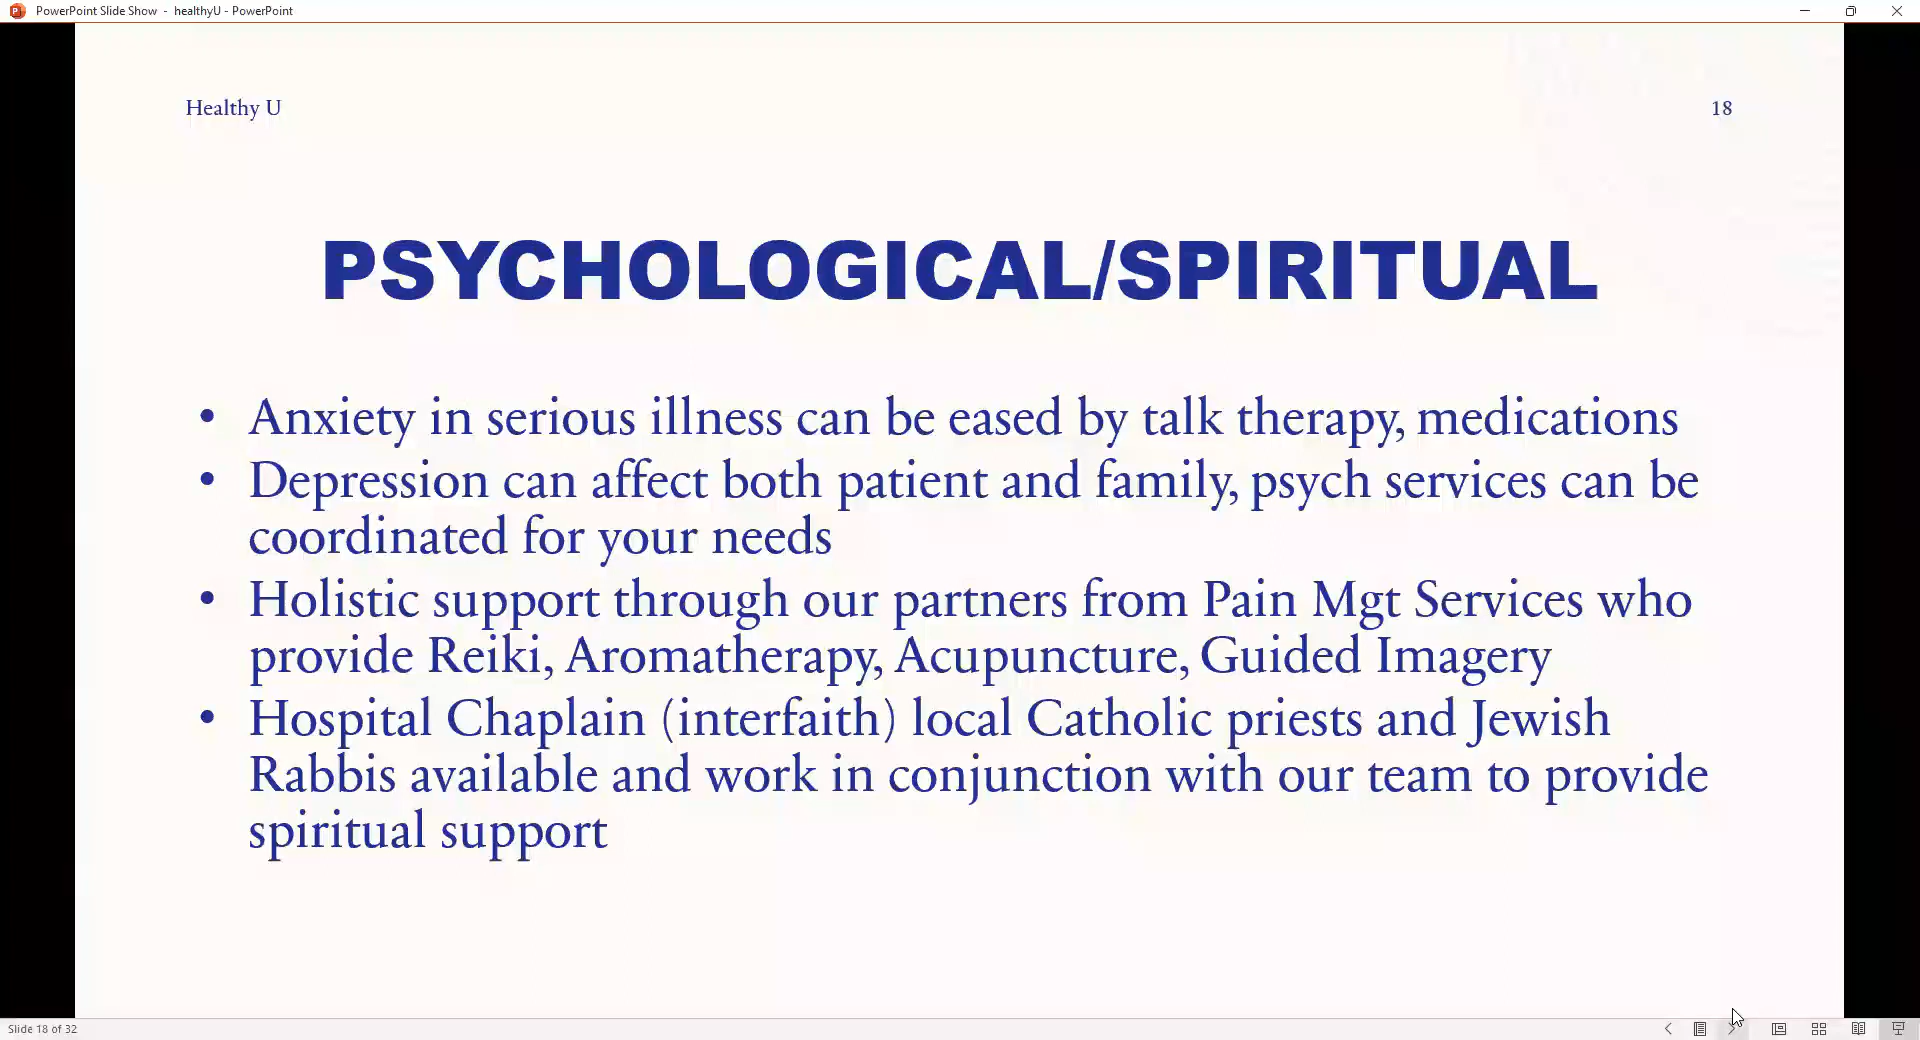 PowerPoint Slide Show - healthyU - PowerPoint
Healthy U
18
PSYCHOLOGICAL/SPIRITUAL
• Anxiety in serious illness can be eased by talk therapy, medications
• Depression can affect both patient and family, psych services can be
coordinated for your needs
• Holistic support through our partners from Pain Mgt Services who
provide Reiki, Aromatherapy, Acupuncture, Guided Imagery
• Hospital Chaplain (interfaith) local Catholic priests and Jewish
Rabbis available and work in conjunction with our team to provide
spiritual support
Slide 18 of 32